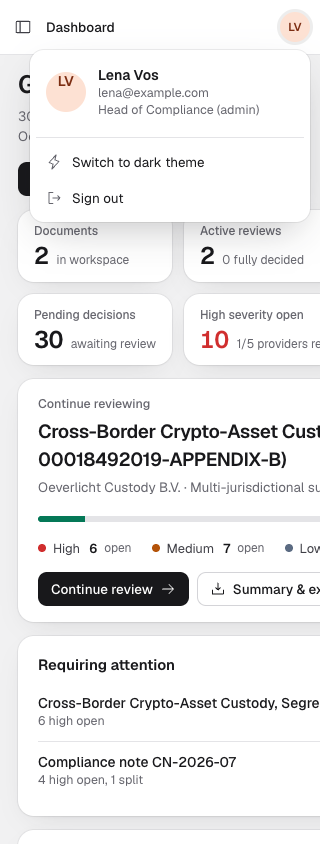 Dashboard
LV
LV
Lena Vos
lena@example.com
Head of Compliance (admin)
Switch to dark theme
Sign out
Documents
2 in workspace
Active reviews
2 0 fully decided
Pending decisions
30 awaiting review
High severity open
10 1/5 providers re
Continue reviewing
Cross-Border Crypto-Asset Cust
00018492019-APPENDIX-B)
Oeverlicht Custody B.V. · Multi-jurisdictional su
High 6 open
Medium 7 open
Low
Continue review
Summary & ex
Requiring attention
Cross-Border Crypto-Asset Custody, Segre
6 high open
Compliance note CN-2026-07
4 high open, 1 split